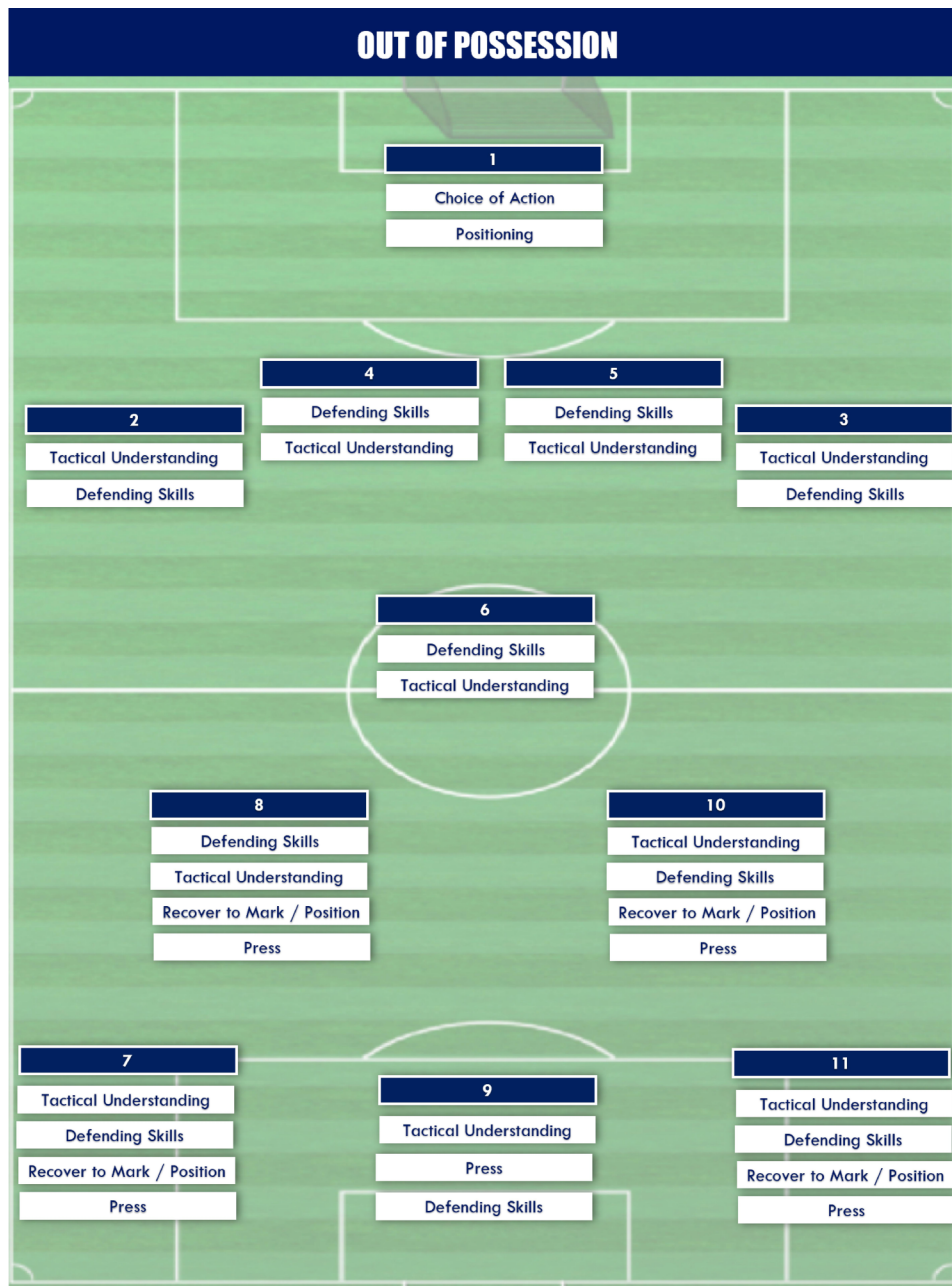 OUT OF POSSESSION
1
Choice of Action
Positioning
4
Defending Skills
Tactical Understanding
5
Defending Skills
Tactical Understanding
2
Tactical Understanding
Defending Skills
3
Tactical Understanding
Defending Skills
6
Defending Skills
Tactical Understanding
8
Defending Skills
Tactical Understanding
Recover to Mark / Position
Press
10
Tactical Understanding
Defending Skills
Recover to Mark / Position
Press
7
Tactical Understanding
Defending Skills
Recover to Mark / Position
Press
9
Tactical Understanding
Press
Defending Skills
11
Tactical Understanding
Defending Skills
Recover to Mark / Position
Press